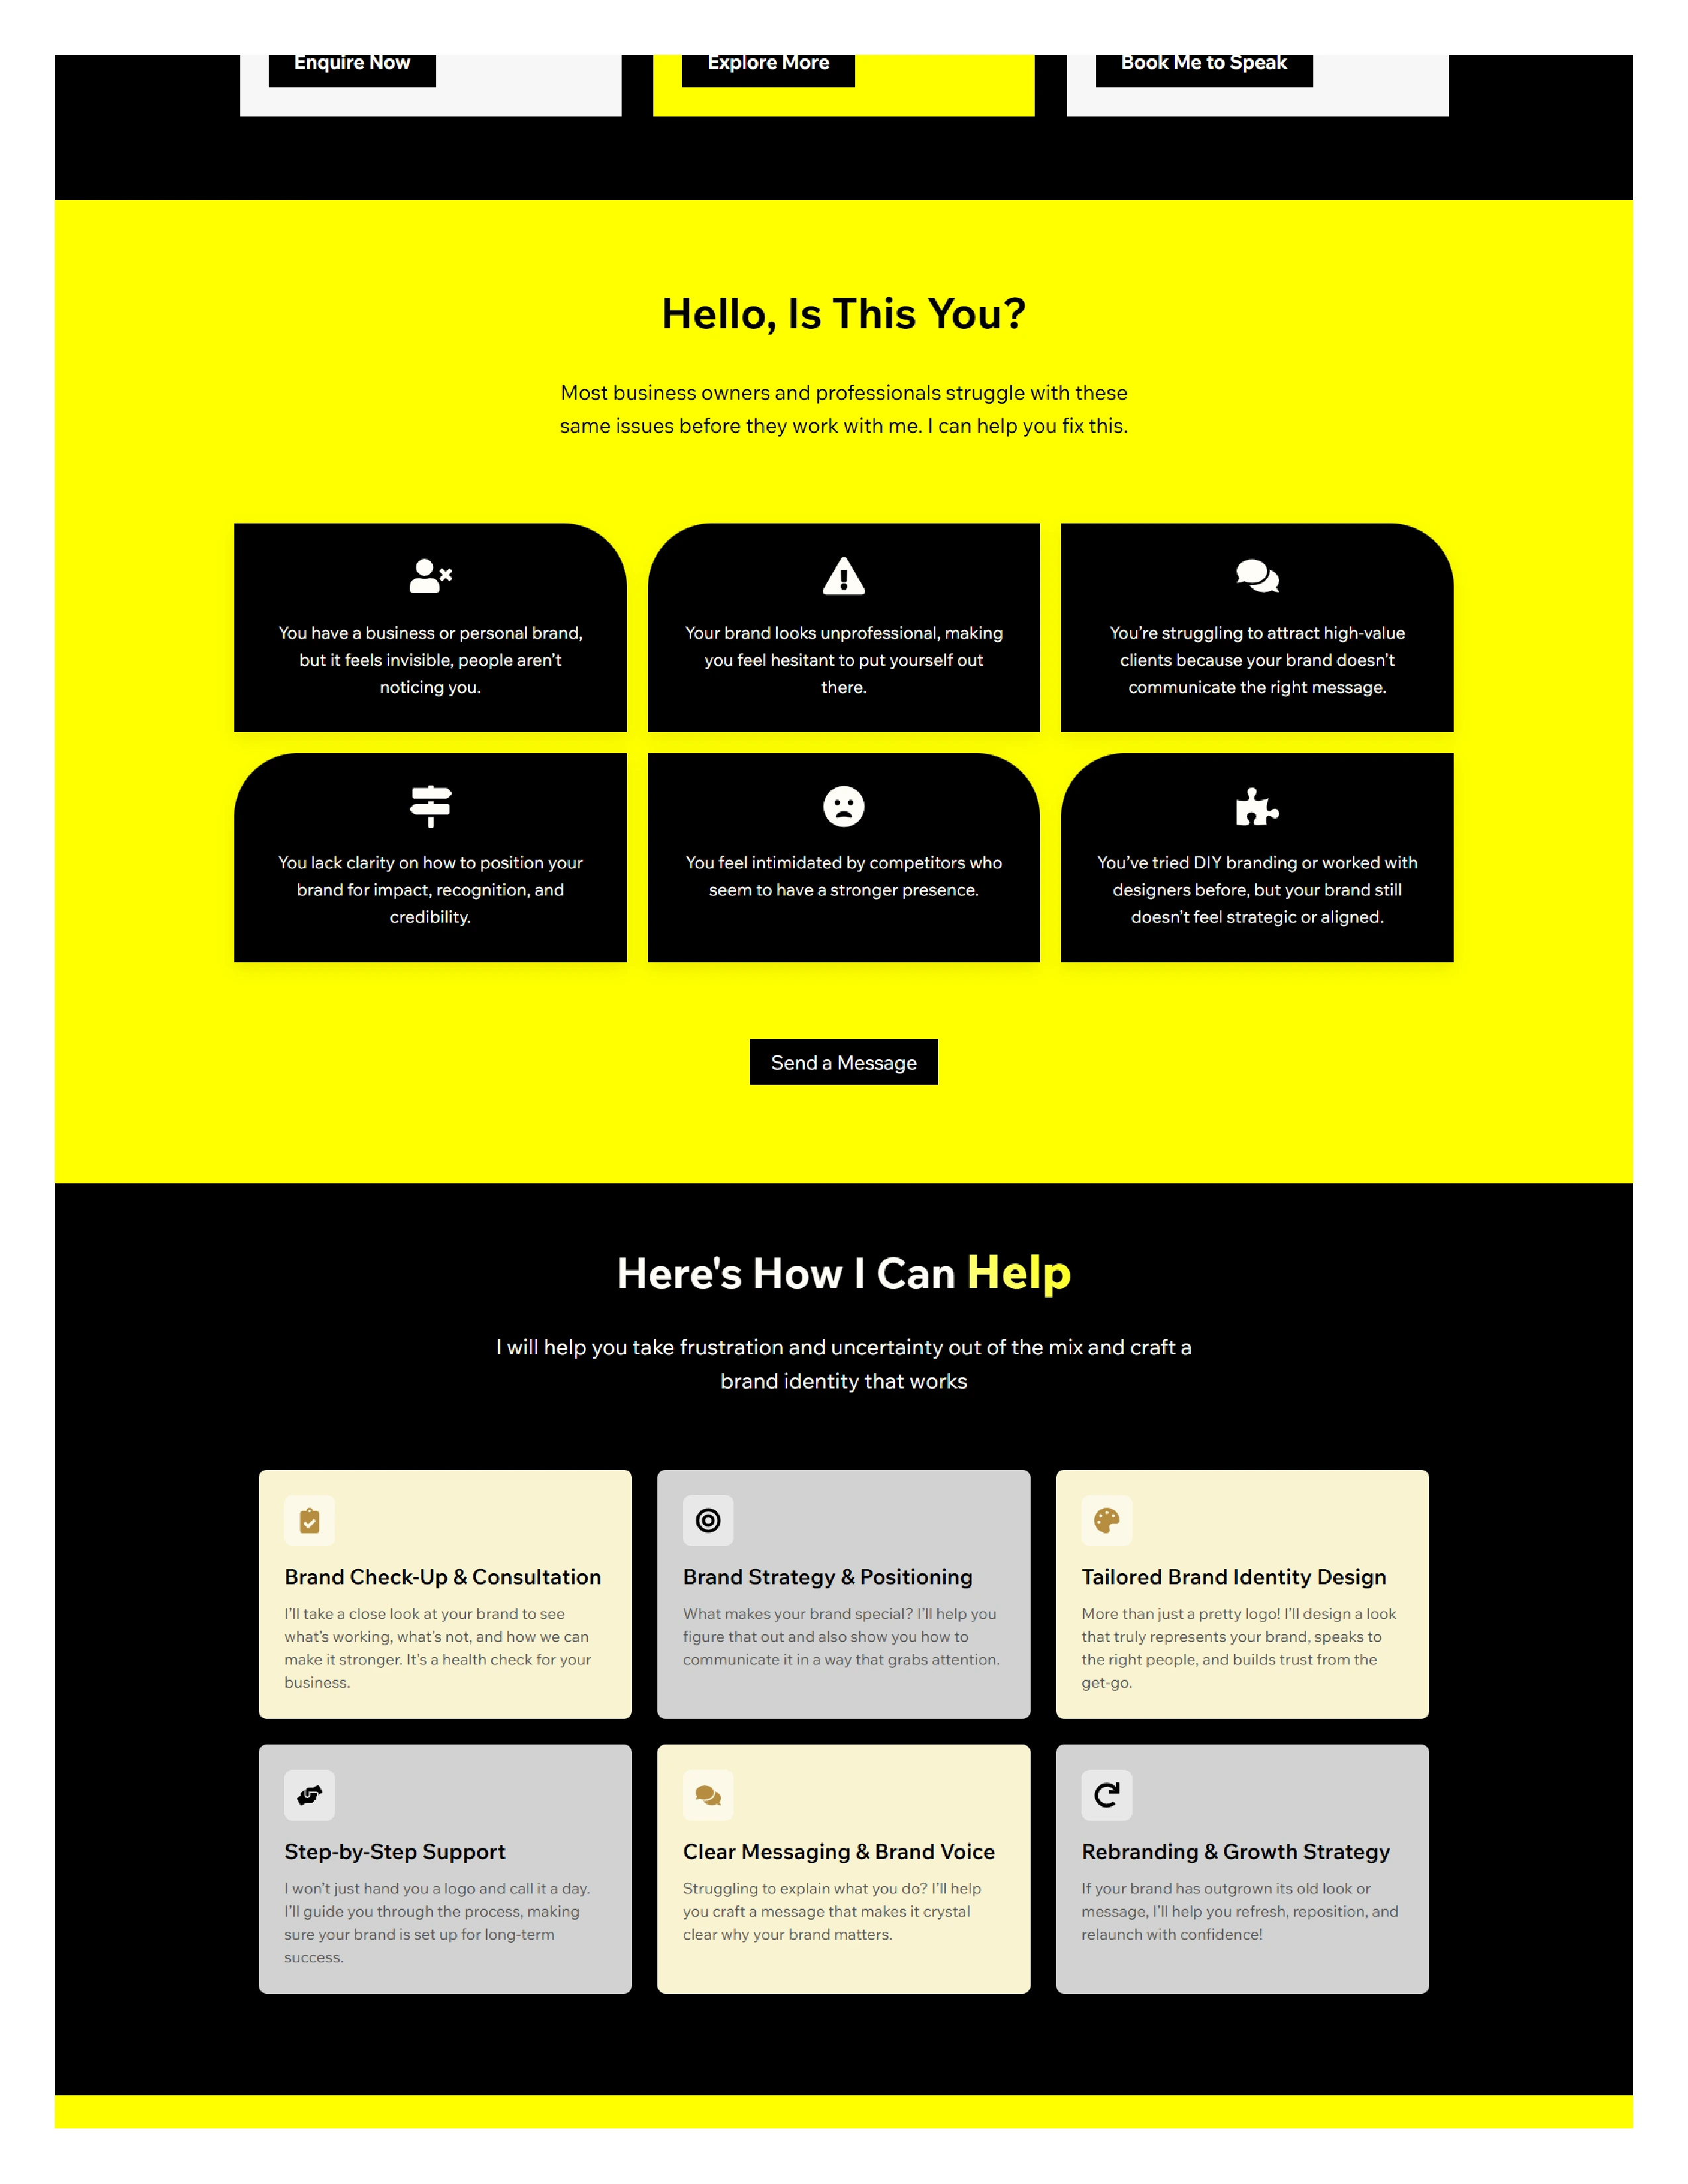 Enquire Now
Explore More
Book Me to Speak
Hello, Is This You?
Most business owners and professionals struggle with these
same issues before they work with me. I can help you fix this.
You have a business or personal brand,
but it feels invisible, people aren't
noticing you.
Your brand looks unprofessional, making
you feel hesitant to put yourself out
there.
You're struggling to attract high-value
clients because your brand doesn't
communicate the right message.
You lack clarity on how to position your
brand for impact, recognition, and
credibility.
You feel intimidated by competitors who
seem to have a stronger presence.
You've tried DIY branding or worked with
designers before, but your brand still
doesn't feel strategic or aligned.
Send a Message
Here's How I Can Help
I will help you take frustration and uncertainty out of the mix and craft a
brand identity that works
Brand Check-Up & Consultation
I'll take a close look at your brand to see
what's working, what's not, and how we can
make it stronger. It's a health check for your
business.
Brand Strategy & Positioning
What makes your brand special? I'll help you
figure that out and also show you how to
communicate it in a way that grabs attention.
Tailored Brand Identity Design
More than just a pretty logo! I'll design a look
that truly represents your brand, speaks to
the right people, and builds trust from the
get-go.
Step-by-Step Support
I won't just hand you a logo and call it a day.
I'll guide you through the process, making
sure your brand is set up for long-term
success.
Clear Messaging & Brand Voice
Struggling to explain what you do? I'll help
you craft a message that makes it crystal
clear why your brand matters.
Rebranding & Growth Strategy
If your brand has outgrown its old look or
message, I'll help you refresh, reposition, and
relaunch with confidence!